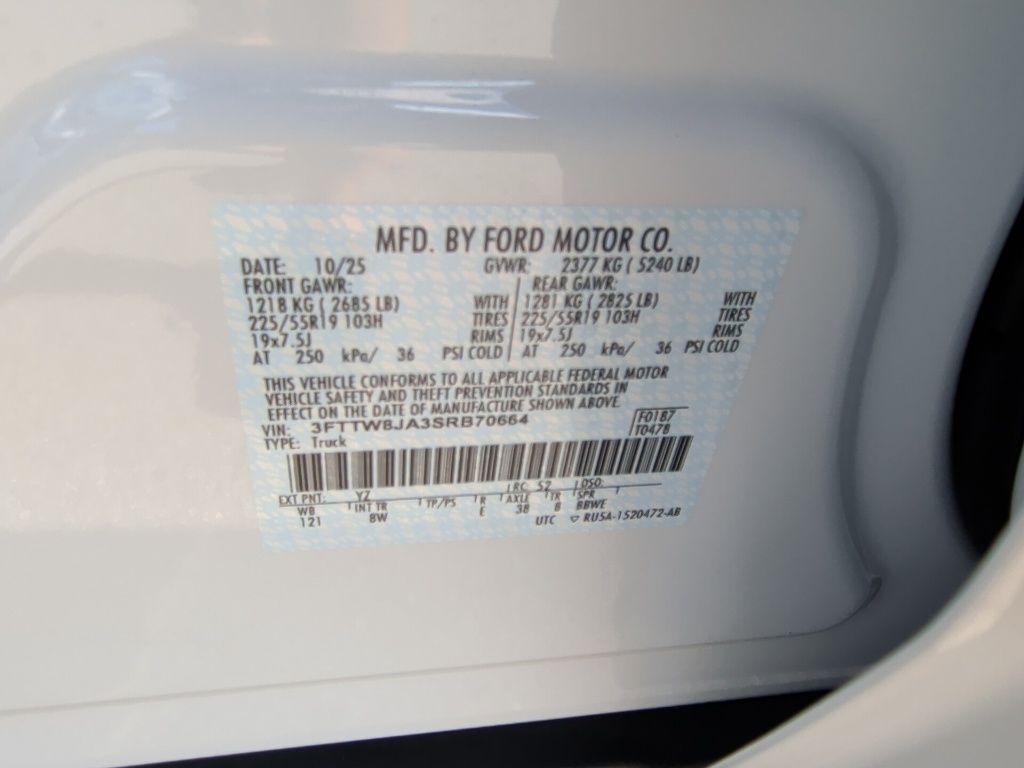 MFD. BY FORD MOTOR CO.
DATE: 10/25 GVWR: 2377 KG ( 5240 LB)
FRONT GAWR: REAR GAWR:
1218 KG ( 2685 LB) WITH 1281 KG ( 2825 LB) WITH
225/55R19 103H TIRES 225/55R19 103H TIRES
19x7.5J RIMS 19x7.5J RIMS
AT 250 kPa/ 36 PSI COLD AT 250 kPa/ 36 PSI COLD
THIS VEHICLE CONFORMS TO ALL APPLICABLE FEDERAL MOTOR
VEHICLE SAFETY AND THEFT PREVENTION STANDARDS IN
EFFECT ON THE DATE OF MANUFACTURE SHOWN ABOVE.
VIN: 3FTTW8JA3SRB70664 F0187
TYPE: Truck T0478
EXT PNT: YZ RC: 52 DSO:
WB INT TR TP/PS R AXLE TR SPR
121 8W E 38 8 BBWE
UTC ▽ RUSA-1520472-AB